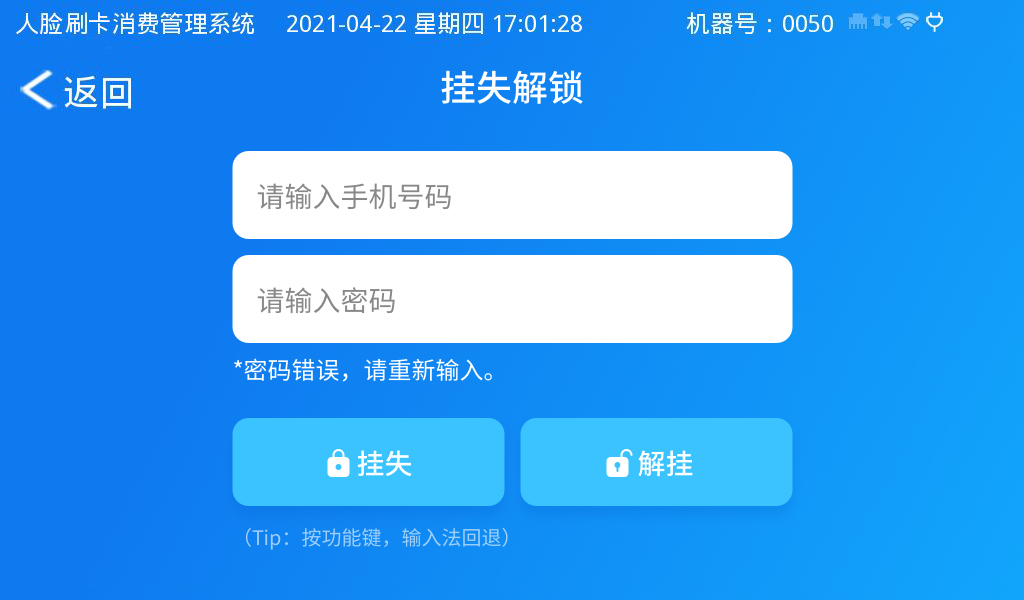 人脸刷卡消费管理系统 2021-04-22 星期四 17:01:28 机器号：0050
返回 挂失解锁
请输入手机号码
请输入密码
*密码错误，请重新输入。
挂失 解挂
（Tip：按功能键，输入法回退）